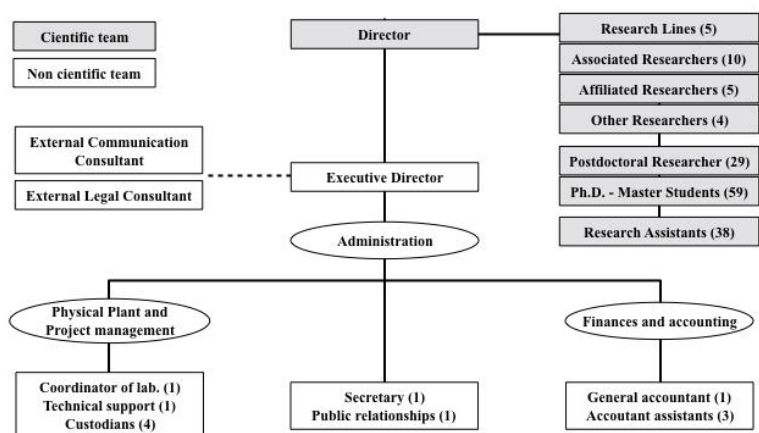 Cientific team
Non cientific team
Director
Research Lines (5)
Associated Researchers (10)
Affiliated Researchers (5)
Other Researchers (4)
Postdoctoral Researcher (29)
Ph.D. - Master Students (59)
Research Assistants (38)
External Communication
Consultant
External Legal Consultant
Executive Director
Administration
Physical Plant and
Project management
Finances and accounting
Coordinator of lab. (1)
Technical support (1)
Custodians (4)
Secretary (1)
Public relationships (1)
General accountant (1)
Accoutant assistants (3)